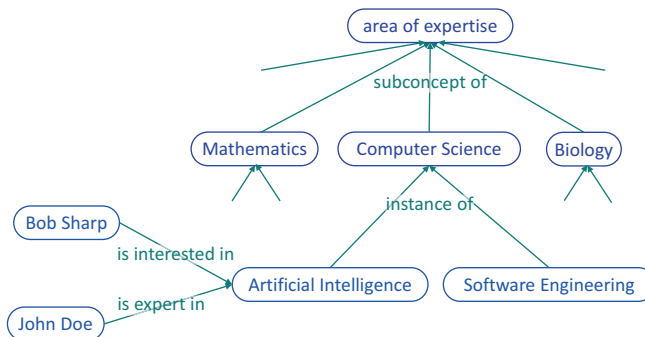 area of expertise
subconcept of
Mathematics
Computer Science
Biology
instance of
Bob Sharp
is interested in
Artificial Intelligence
Software Engineering
is expert in
John Doe